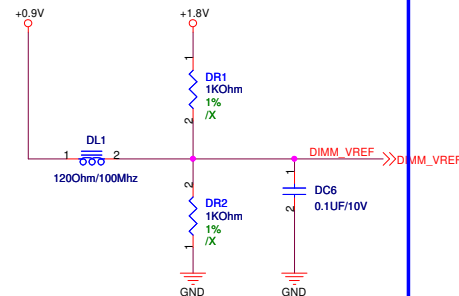 +0.9V
+1.8V
1
DR1
1KOhm
1%
/X
2
DL1
1
2
120Ohm/100Mhz
DIMM_VREF
DIMM_VREF
2
DR2
1KOhm
1%
/X
1
1
DC6
0.1UF/10V
2
GND
GND